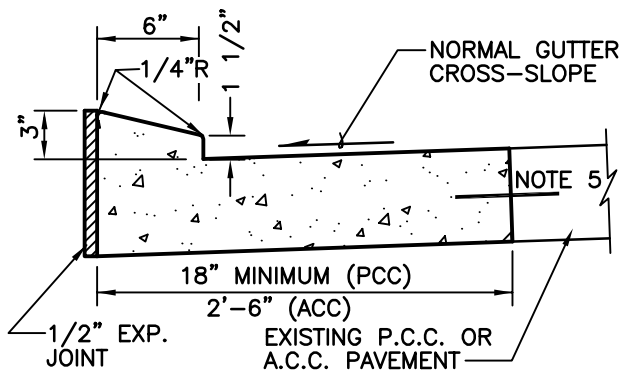 6"
1 1/2"
NORMAL GUTTER
CROSS-SLOPE
1/4"R
3"
NOTE 5
18" MINIMUM (PCC)
2'-6" (ACC)
1/2" EXP.
JOINT
EXISTING P.C.C. OR
A.C.C. PAVEMENT